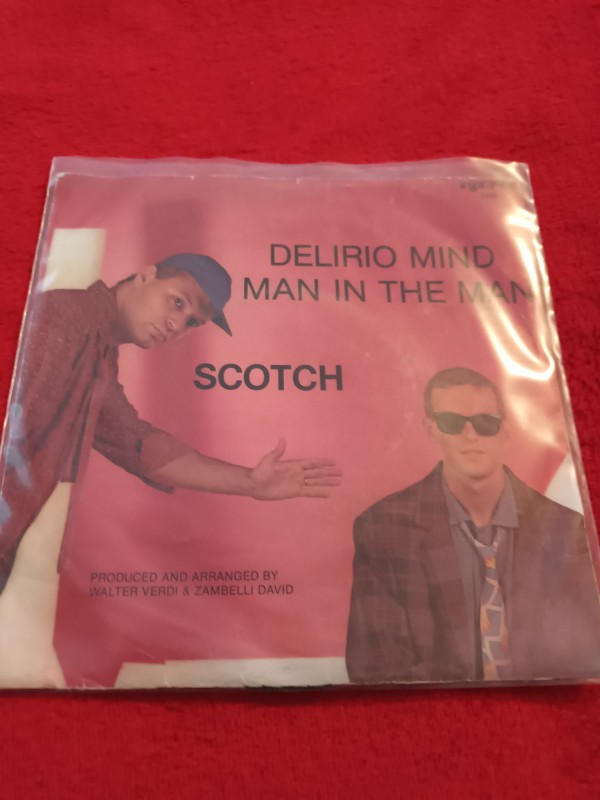 DELIRIO MIND
MAN IN THE MAN
SCOTCH
PRODUCED AND ARRANGED BY
WALTER VERDI & ZAMBELLI DAVID